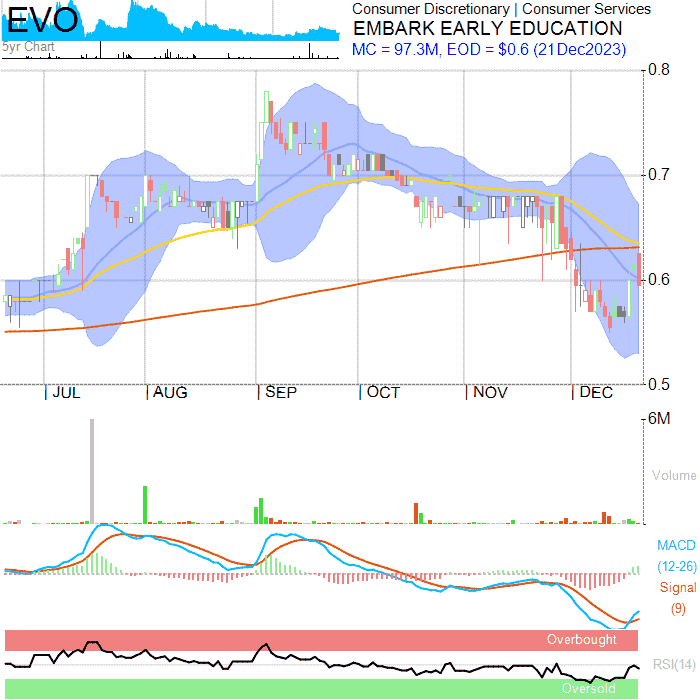 EVO
5yr Chart
Consumer Discretionary | Consumer Services
EMBARK EARLY EDUCATION
MC = 97.3M, EOD = $0.6 (21Dec2023)
0.8
0.7
0.6
0.5
JUL
AUG
SEP
OCT
NOV
DEC
6M
Volume
MACD
(12-26)
Signal
(9)
Overbought
RSI(14)
Oversold